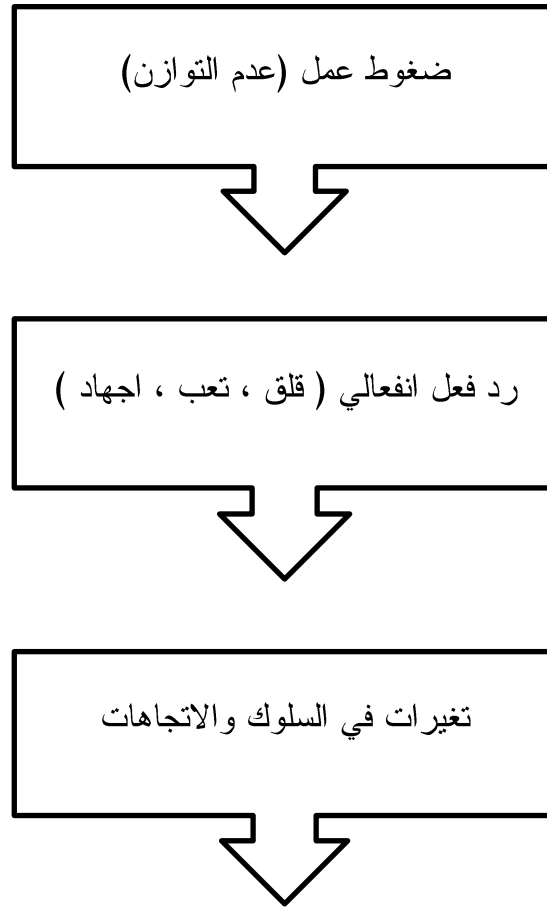 ضغوط عمل (عدم التوازن)
رد فعل انفعالي ( قلق ، تعب ، اجهاد )
تغيرات في السلوك والاتجاهات